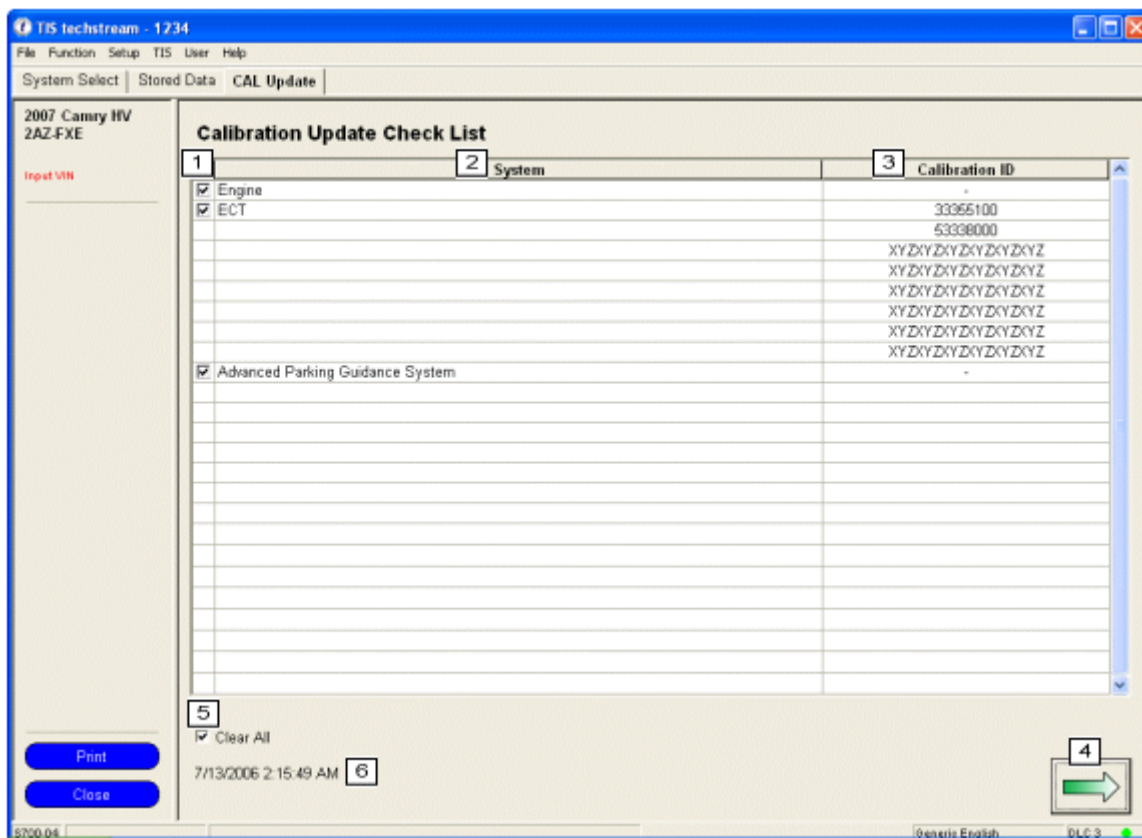 TIS techstream - 1234
File Function Setup TIS User Help
System Select Stored Data CAL Update
2007 Camry HV
2AZ-FXE
Input VIN
Calibration Update Check List
1 2 System 3 Calibration ID
Engine -
ECT 33355100
53338000
XYZXYZXYZXYZXYZXYZ
XYZXYZXYZXYZXYZXYZ
XYZXYZXYZXYZXYZXYZ
XYZXYZXYZXYZXYZXYZ
XYZXYZXYZXYZXYZXYZ
XYZXYZXYZXYZXYZXYZ
Advanced Parking Guidance System -
5
Clear All
7/13/2006 2:15:49 AM 6
4
Print
Close
S700-04 Generic English DLC 3